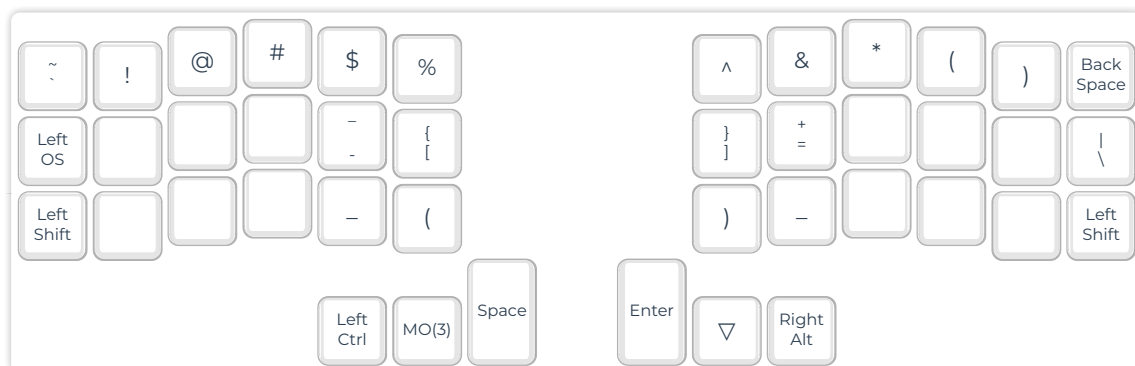 ~ ! @ # $ % ^ & * ( ) Back
` Space
Left – { } + |
OS - [ ] = \
Left _ ( ) _ Left
Shift Shift
Space Enter
Left MO(3) ▽ Right
Ctrl Alt